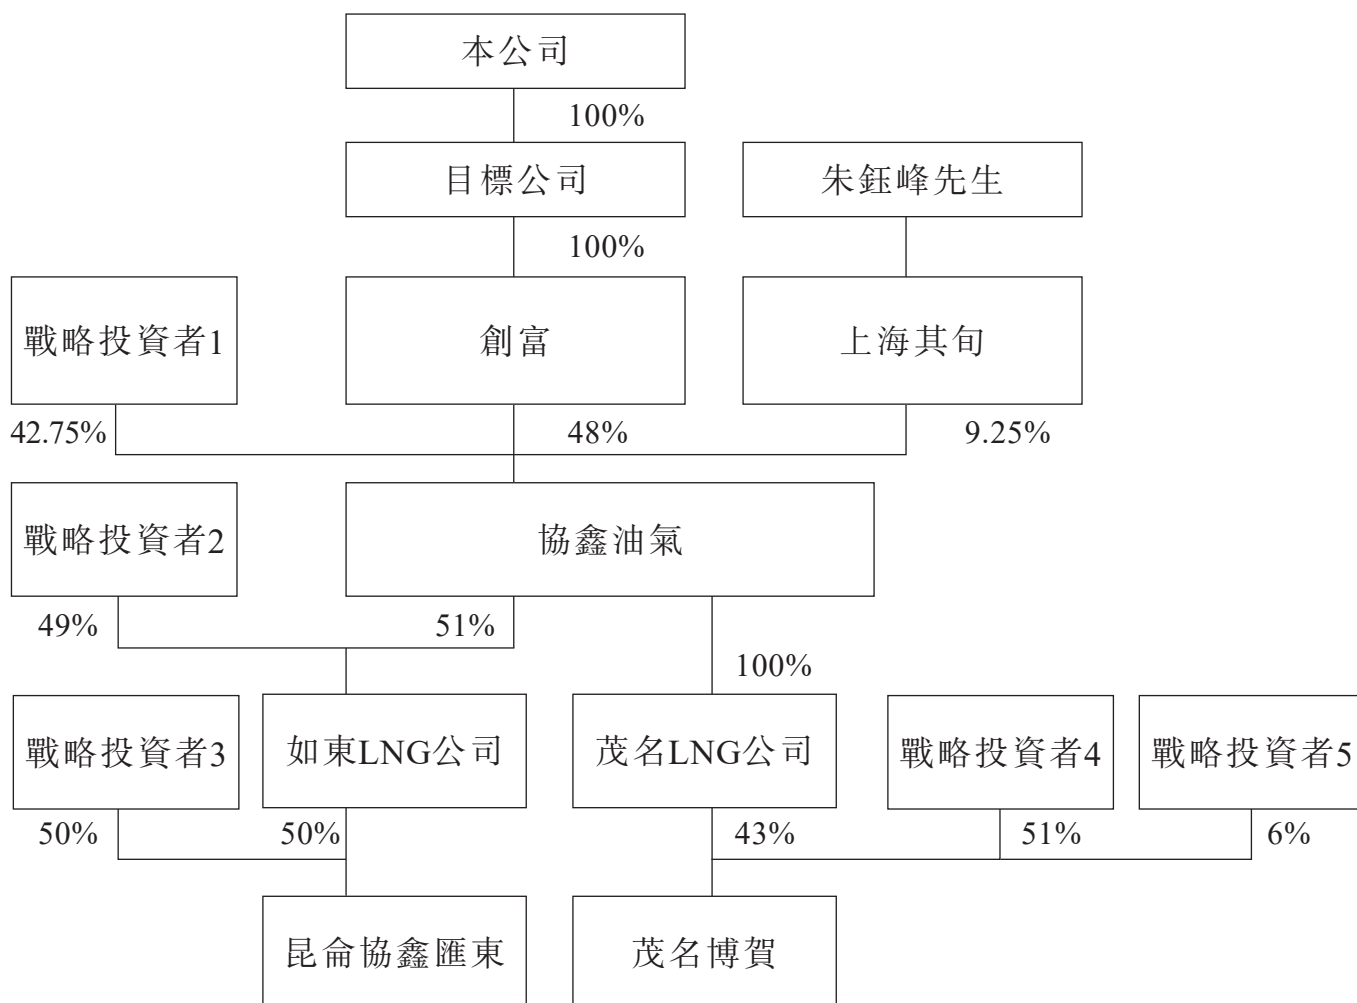 本公司
100%
目標公司
朱鈺峰先生
100%
戰略投資者1
創富
上海其旬
42.75%
48%
9.25%
戰略投資者2
協鑫油氣
49%
51%
100%
戰略投資者3
如東LNG公司
茂名LNG公司
戰略投資者4
戰略投資者5
50%
50%
43%
51%
6%
昆侖協鑫匯東
茂名博賀